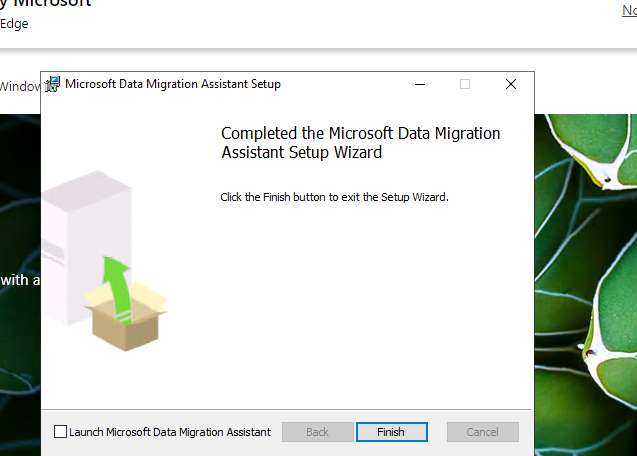 y Microsoft
No
Edge
Window
Microsoft Data Migration Assistant Setup
Completed the Microsoft Data Migration
Assistant Setup Wizard
Click the Finish button to exit the Setup Wizard.
with a
Launch Microsoft Data Migration Assistant
Back
Finish
Cancel